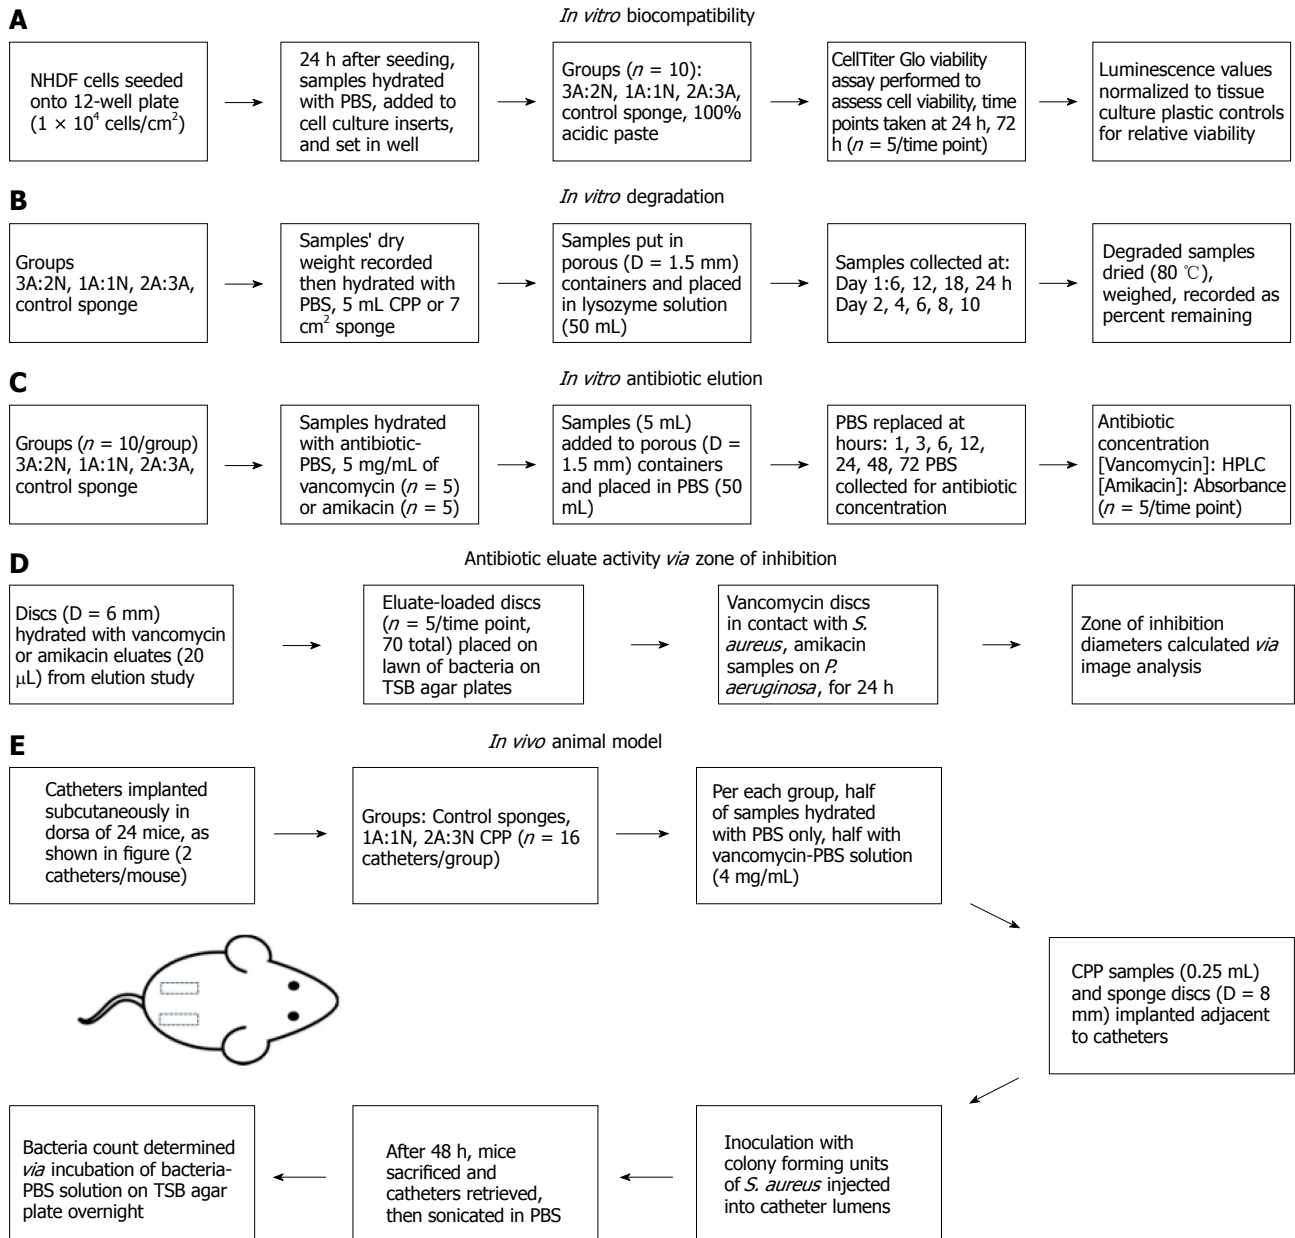 A
In vitro biocompatibility
NHDF cells seeded
onto 12-well plate
(1 × 10⁴ cells/cm²)
24 h after seeding,
samples hydrated
with PBS, added to
cell culture inserts,
and set in well
Groups (n = 10):
3A:2N, 1A:1N, 2A:3A,
control sponge, 100%
acidic paste
CellTiter Glo viability
assay performed to
assess cell viability, time
points taken at 24 h, 72
h (n = 5/time point)
Luminescence values
normalized to tissue
culture plastic controls
for relative viability
B
In vitro degradation
Groups
3A:2N, 1A:1N, 2A:3A,
control sponge
Samples' dry
weight recorded
then hydrated with
PBS, 5 mL CPP or 7
cm² sponge
Samples put in
porous (D = 1.5 mm)
containers and placed
in lysozyme solution
(50 mL)
Samples collected at:
Day 1:6, 12, 18, 24 h
Day 2, 4, 6, 8, 10
Degraded samples
dried (80 ℃),
weighed, recorded as
percent remaining
C
In vitro antibiotic elution
Groups (n = 10/group)
3A:2N, 1A:1N, 2A:3A,
control sponge
Samples hydrated
with antibiotic-
PBS, 5 mg/mL of
vancomycin (n = 5)
or amikacin (n = 5)
Samples (5 mL)
added to porous (D =
1.5 mm) containers
and placed in PBS (50
mL)
PBS replaced at
hours: 1, 3, 6, 12,
24, 48, 72 PBS
collected for antibiotic
concentration
Antibiotic
concentration
[Vancomycin]: HPLC
[Amikacin]: Absorbance
(n = 5/time point)
D
Antibiotic eluate activity via zone of inhibition
Discs (D = 6 mm)
hydrated with vancomycin
or amikacin eluates (20
μL) from elution study
Eluate-loaded discs
(n = 5/time point,
70 total) placed on
lawn of bacteria on
TSB agar plates
Vancomycin discs
in contact with S.
aureus, amikacin
samples on P.
aeruginosa, for 24 h
Zone of inhibition
diameters calculated via
image analysis
E
In vivo animal model
Catheters implanted
subcutaneously in
dorsa of 24 mice, as
shown in figure (2
catheters/mouse)
Groups: Control sponges,
1A:1N, 2A:3N CPP (n = 16
catheters/group)
Per each group, half
of samples hydrated
with PBS only, half with
vancomycin-PBS solution
(4 mg/mL)
CPP samples (0.25 mL)
and sponge discs (D = 8
mm) implanted adjacent
to catheters
Inoculation with
colony forming units
of S. aureus injected
into catheter lumens
After 48 h, mice
sacrificed and
catheters retrieved,
then sonicated in PBS
Bacteria count determined
via incubation of bacteria-
PBS solution on TSB agar
plate overnight